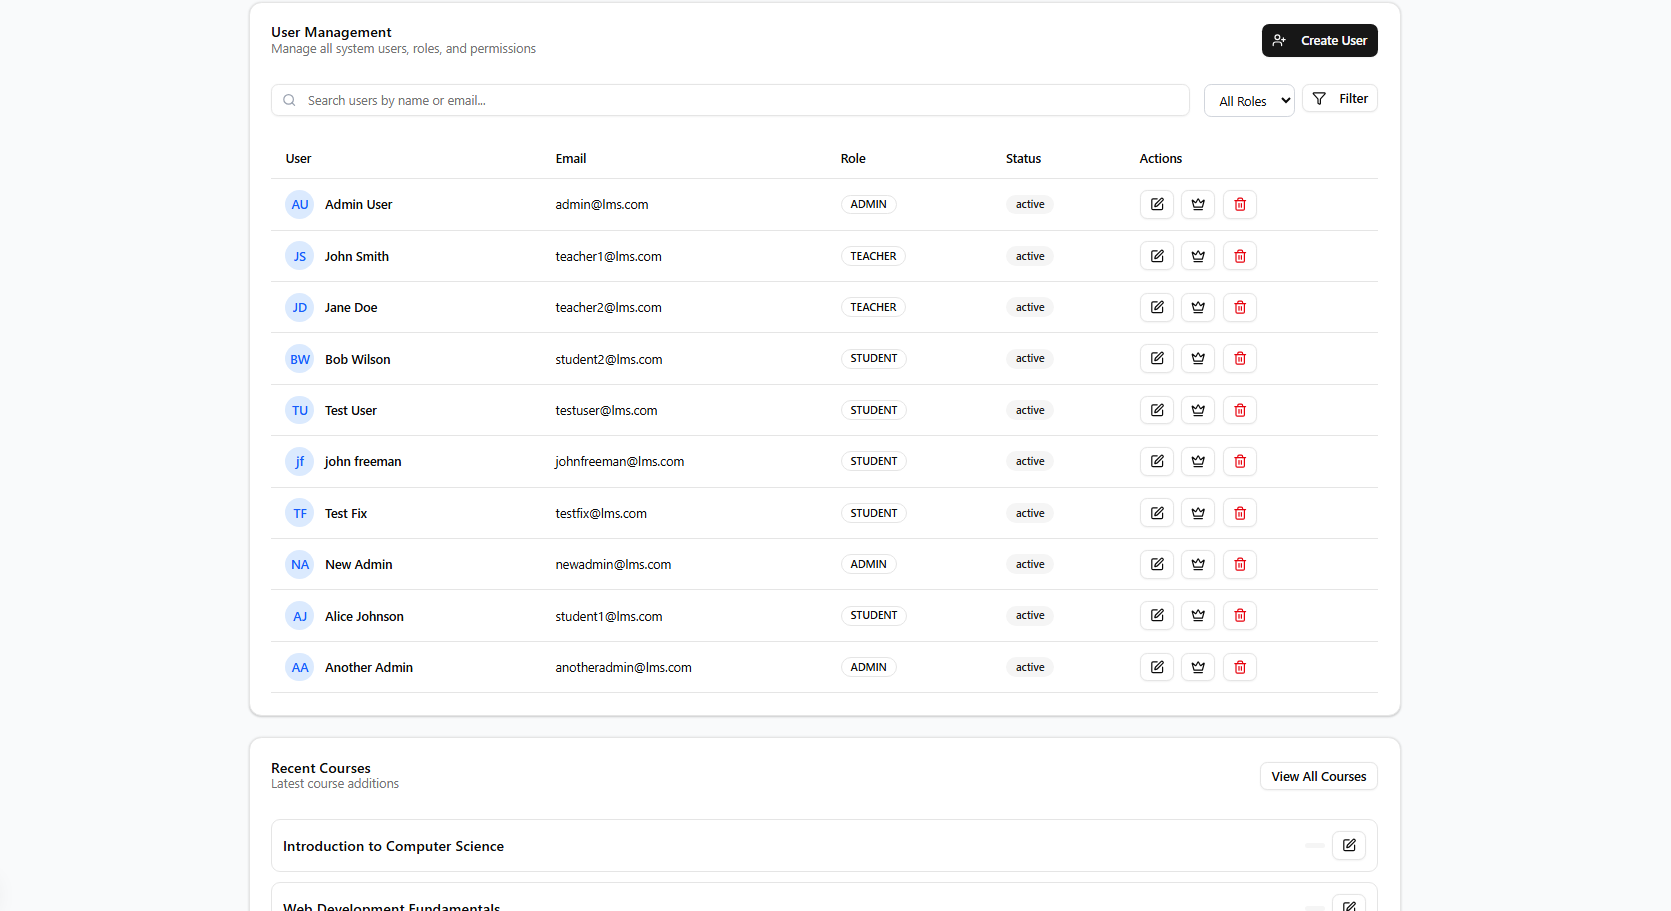 User Management
Manage all system users, roles, and permissions
Create User
Search users by name or email...
All Roles
Filter
User Email Role Status Actions
AU Admin User admin@lms.com ADMIN active
JS John Smith teacher1@lms.com TEACHER active
JD Jane Doe teacher2@lms.com TEACHER active
BW Bob Wilson student2@lms.com STUDENT active
TU Test User testuser@lms.com STUDENT active
jf john freeman johnfreeman@lms.com STUDENT active
TF Test Fix testfix@lms.com STUDENT active
NA New Admin newadmin@lms.com ADMIN active
AJ Alice Johnson student1@lms.com STUDENT active
AA Another Admin anotheradmin@lms.com ADMIN active
Recent Courses
Latest course additions
View All Courses
Introduction to Computer Science
Web Development Fundamentals